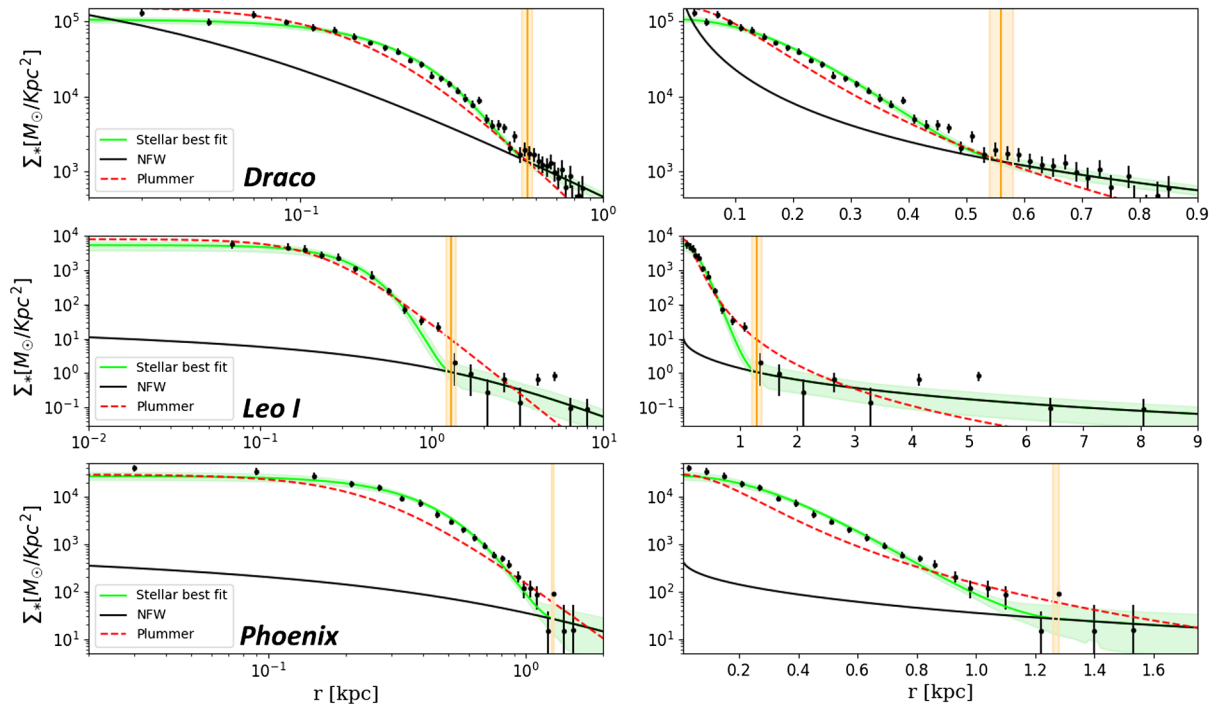 Σ*[M⊙/Kpc²]
10⁵
10⁴
10³
Stellar best fit
NFW
Plummer
Draco
10⁻¹ 10⁰
10⁵
10⁴
10³
0.1 0.2 0.3 0.4 0.5 0.6 0.7 0.8 0.9
Σ*[M⊙/Kpc²]
10⁴
10³
10²
10¹
10⁰
10⁻¹
Stellar best fit
NFW
Plummer
Leo I
10⁻² 10⁻¹ 10⁰ 10¹
10⁴
10³
10²
10¹
10⁰
10⁻¹
1 2 3 4 5 6 7 8 9
Σ*[M⊙/Kpc²]
10⁴
10³
10²
10¹
Stellar best fit
NFW
Plummer
Phoenix
10⁻¹ 10⁰
r [kpc]
10⁴
10³
10²
10¹
0.2 0.4 0.6 0.8 1.0 1.2 1.4 1.6
r [kpc]